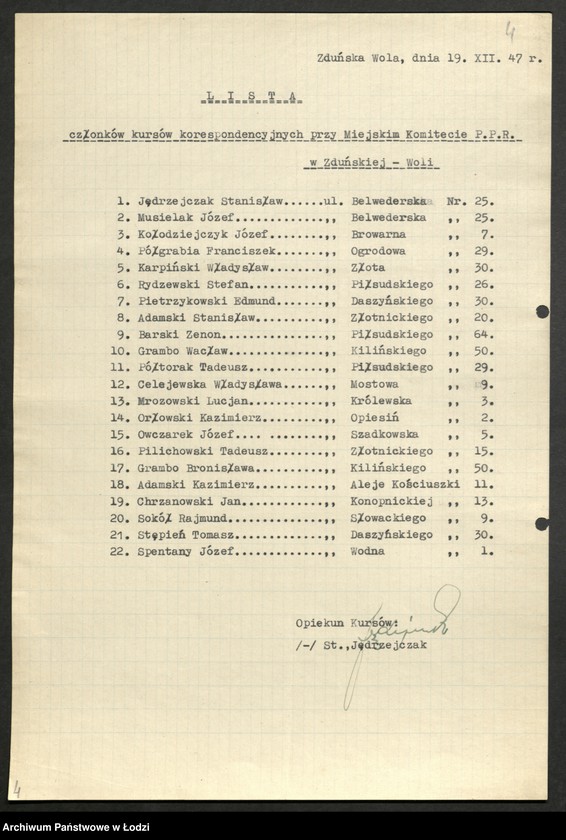 4
Zduńska Wola, dnia 19. XII. 47 r.
L I S T A
członków kursów korespondencyjnych przy Miejskim Komitecie P.P.R.
w Zduńskiej - Woli
1. Jędrzejczak Stanisław......ul. Belwederska Nr. 25.
2. Musielak Józef.............,, Belwederska ,, 25.
3. Kołodziejczyk Józef........,, Browarna ,, 7.
4. Półgrabia Franciszek.......,, Ogrodowa ,, 29.
5. Karpiński Władysław........,, Złota ,, 30.
6. Rydzewski Stefan...........,, Piłsudskiego ,, 26.
7. Pietrzykowski Edmund.......,, Daszyńskiego ,, 30.
8. Adamski Stanisław..........,, Złotnickiego ,, 20.
9. Barski Zenon...............,, Piłsudskiego ,, 64.
10. Grambo Wacław..............,, Kilińskiego ,, 50.
11. Półtorak Tadeusz...........,, Piłsudskiego ,, 29.
12. Celejewska Władysława......,, Mostowa ,, 9.
13. Mrozowski Lucjan...........,, Królewska ,, 3.
14. Orłowski Kazimierz.........,, Opiesiń ,, 2.
15. Owczarek Józef.... ........,, Szadkowska ,, 5.
16. Pilichowski Tadeusz........,, Złotnickiego ,, 15.
17. Grambo Bronisława..........,, Kilińskiego ,, 50.
18. Adamski Kazimierz..........,, Aleje Kościuszki 11.
19. Chrzanowski Jan............,, Konopnickiej ,, 13.
20. Sokół Rajmund..............,, Słowackiego ,, 9.
21. Stępień Tomasz.............,, Daszyńskiego ,, 30.
22. Spentany Józef.............,, Wodna ,, 1.
Opiekun Kursów:
/-/ St.,Jędrzejczak
4
Archiwum Państwowe w Łodzi